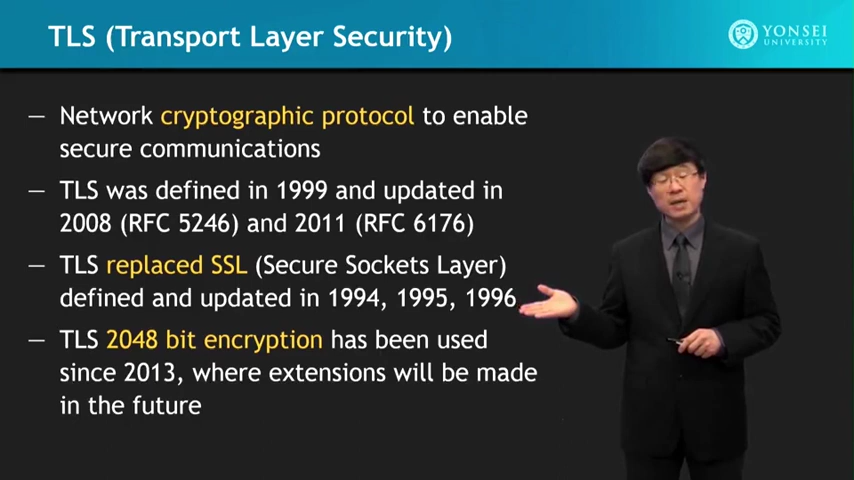 TLS (Transport Layer Security)
YONSEI
UNIVERSITY
— Network cryptographic protocol to enable
secure communications
— TLS was defined in 1999 and updated in
2008 (RFC 5246) and 2011 (RFC 6176)
— TLS replaced SSL (Secure Sockets Layer)
defined and updated in 1994, 1995, 1996
— TLS 2048 bit encryption has been used
since 2013, where extensions will be made
in the future